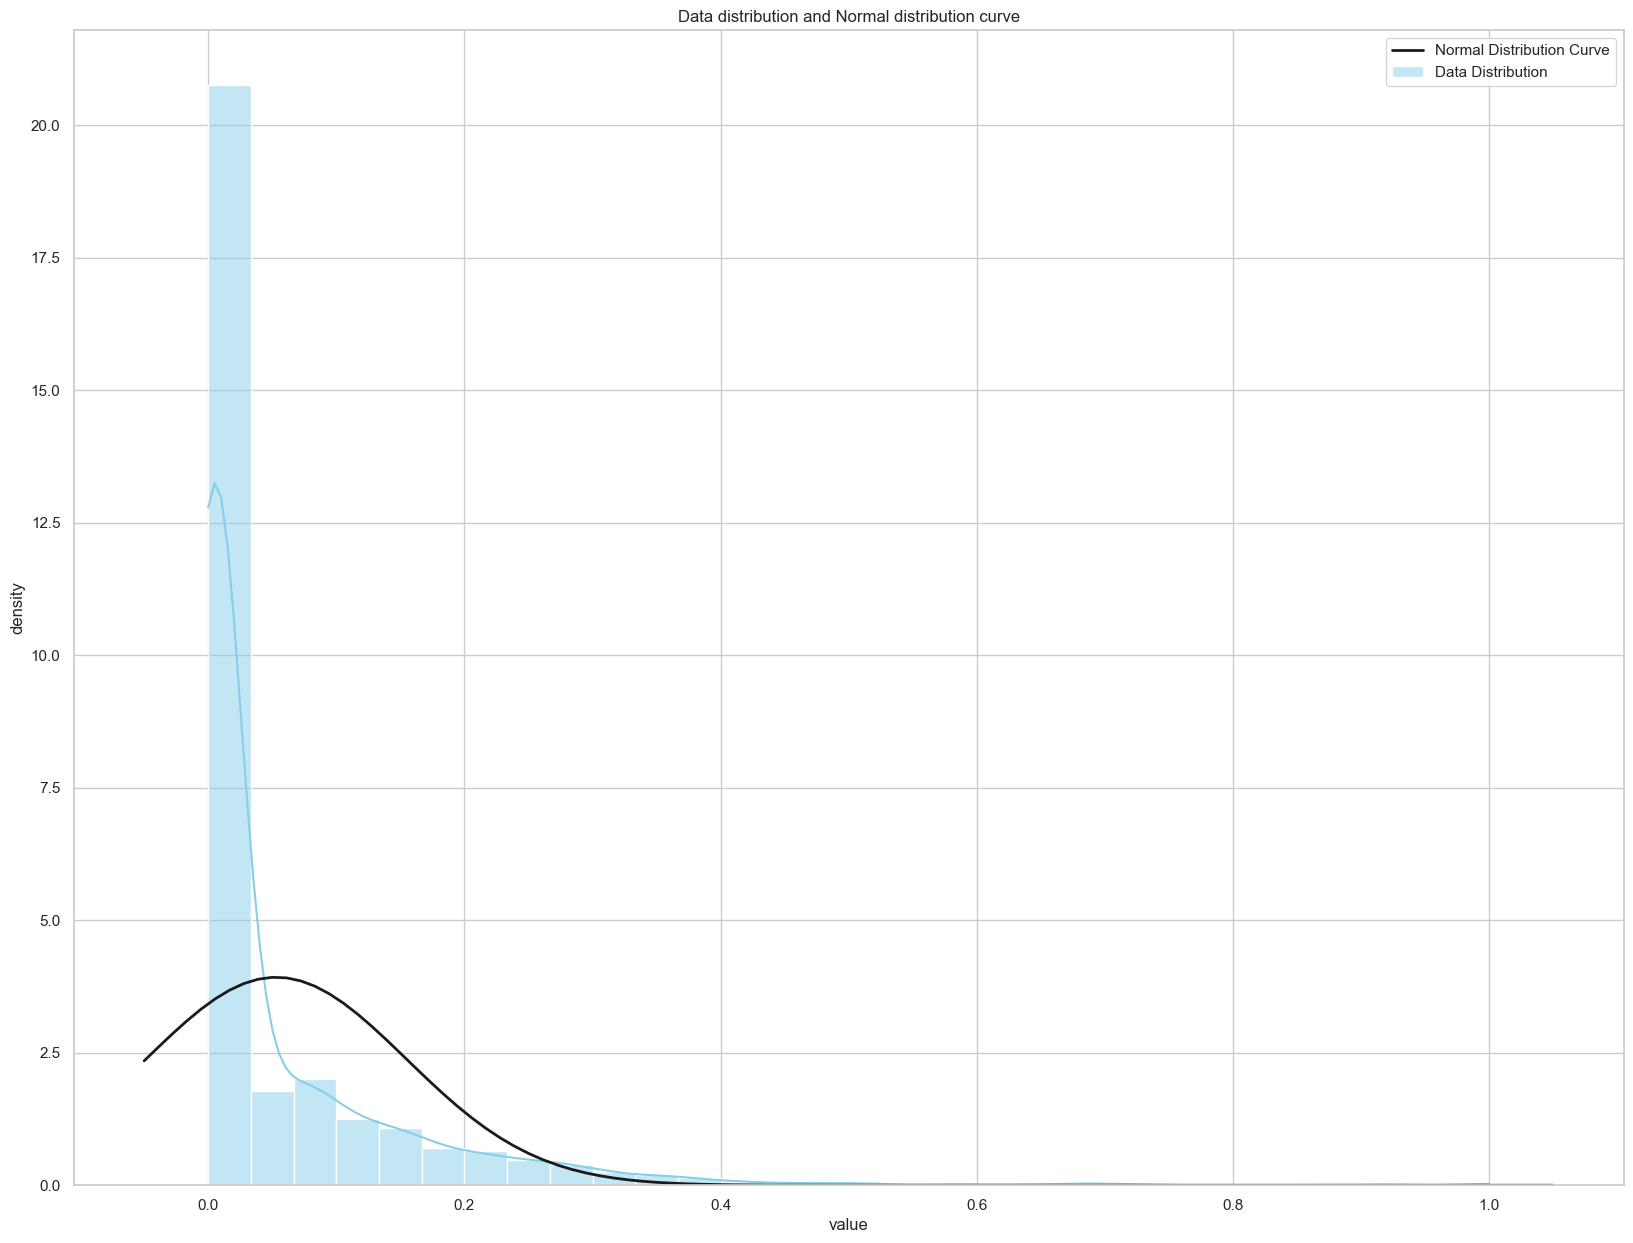 Data distribution and Normal distribution curve
Normal Distribution Curve
Data Distribution
20.0
17.5
15.0
12.5
10.0
7.5
5.0
2.5
0.0
density
0.0 0.2 0.4 0.6 0.8 1.0
value